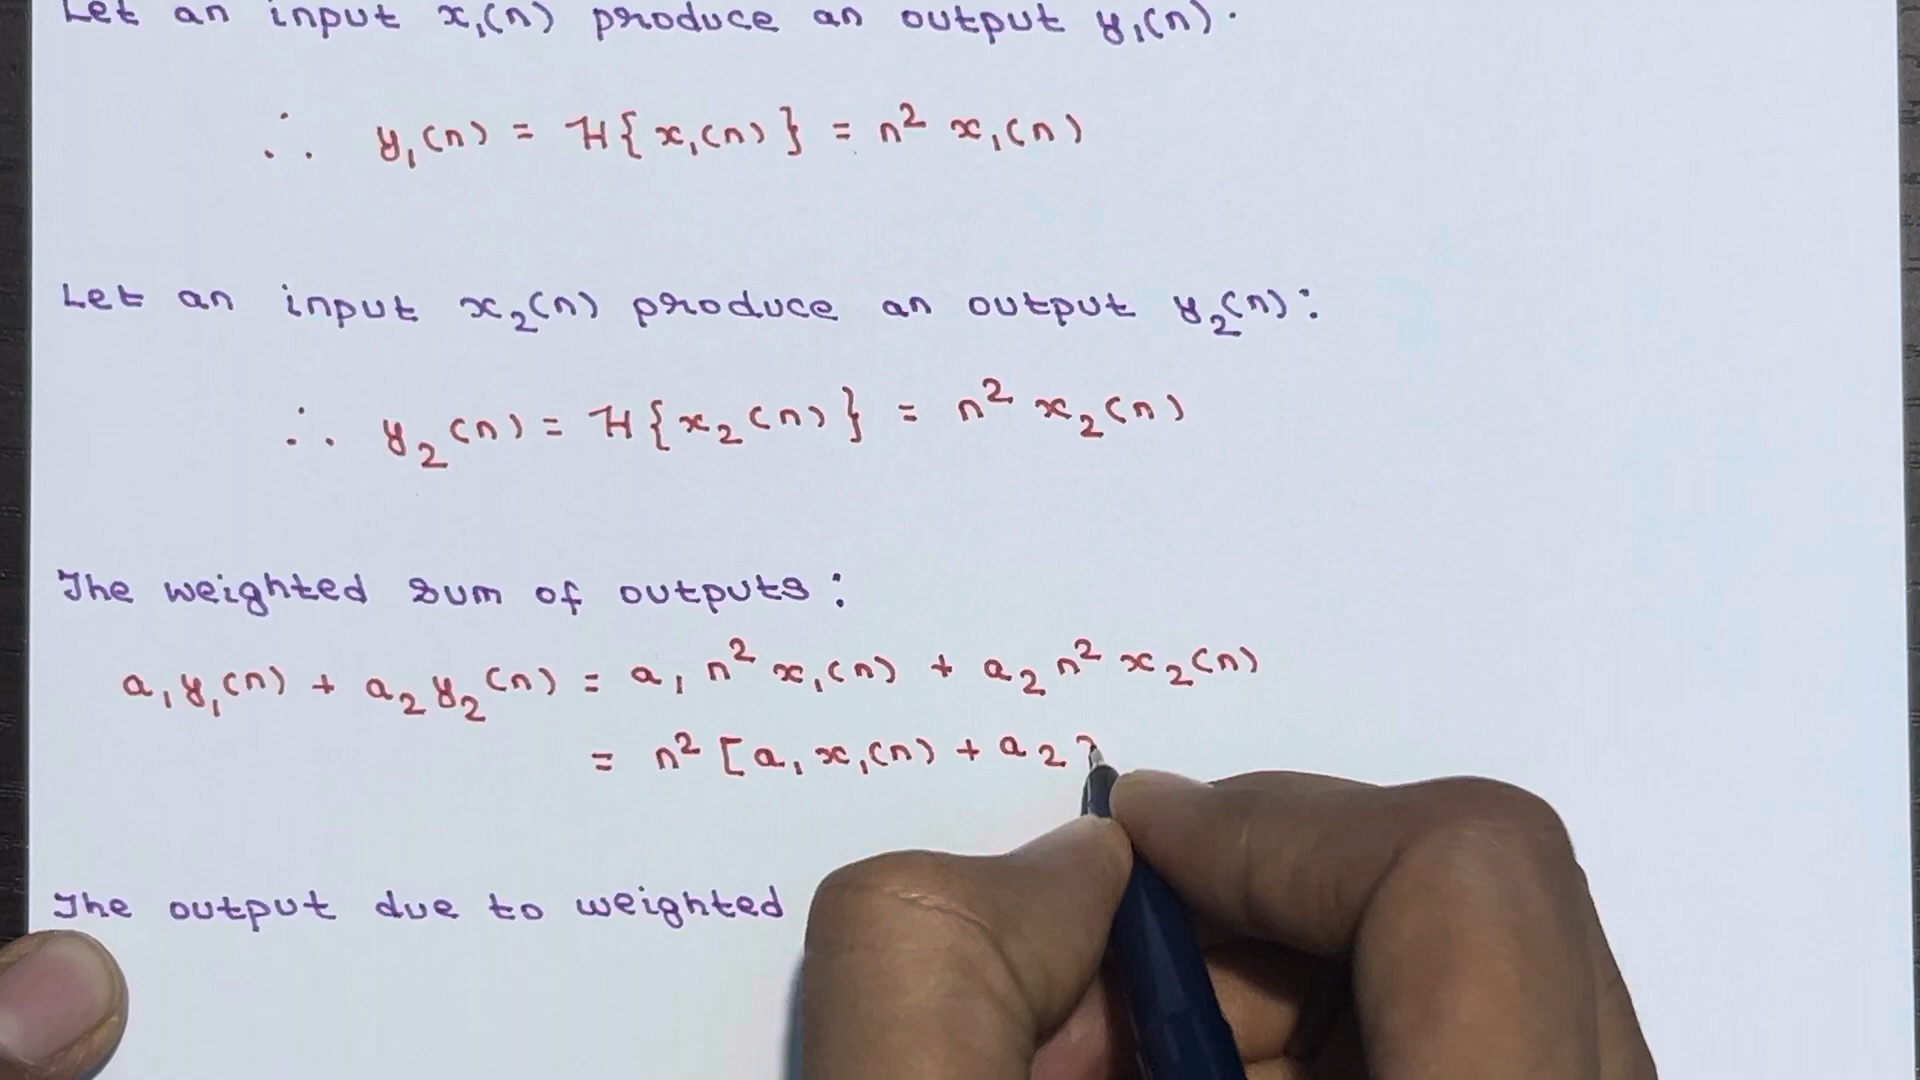 Let an input x₁(n) produce an output y₁(n).
∴ y₁(n) = H{x₁(n)} = n² x₁(n)
Let an input x₂(n) produce an output y₂(n):
∴ y₂(n) = H{x₂(n)} = n² x₂(n)
The weighted sum of outputs:
a₁y₁(n) + a₂y₂(n) = a₁ n² x₁(n) + a₂ n² x₂(n)
= n² [a₁ x₁(n) + a₂
The output due to weighted